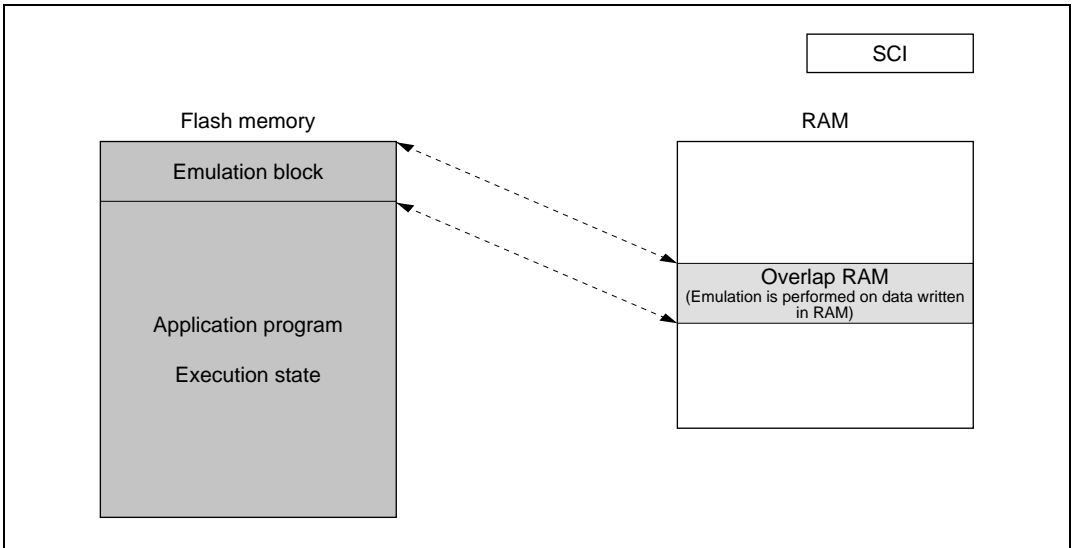 SCI
Flash memory
RAM
Emulation block
Application program
Execution state
Overlap RAM
(Emulation is performed on data written
in RAM)